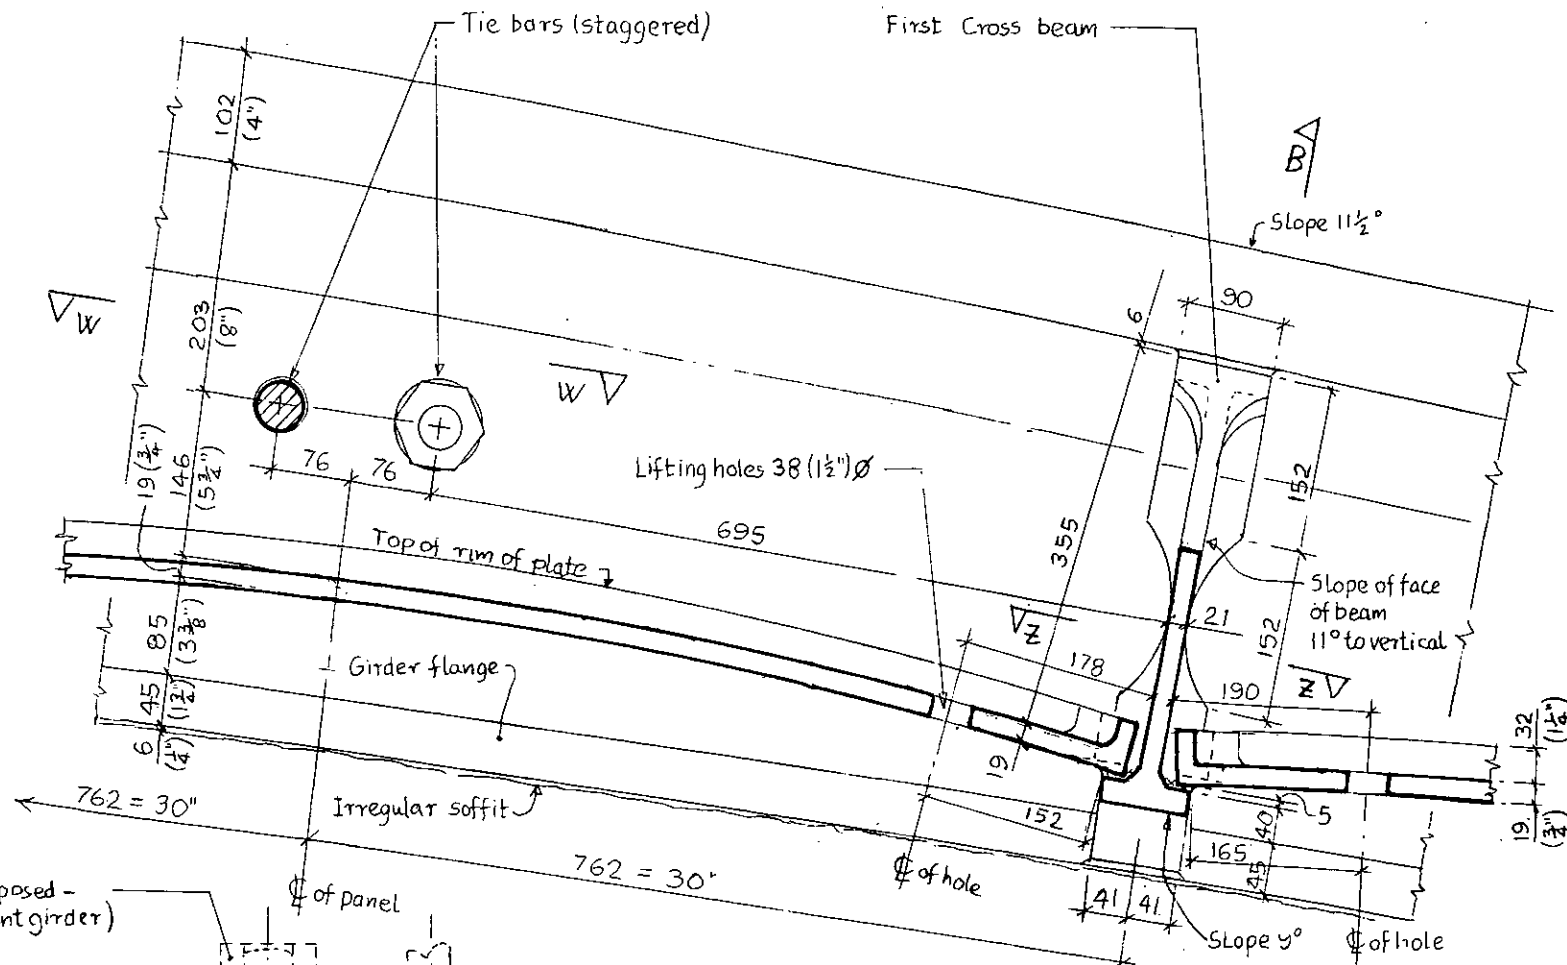 Tie bars (staggered)
First Cross beam
102
(4")
B
Slope 11½°
W
203
(8")
W
6
90
76
76
Lifting holes 38 (1½") Ø
19 (¾")
146
(5¾")
695
152
355
Top of rim of plate
Slope of face
of beam
11° to vertical
21
152
Z
178
Z
190
85
(3⅜")
Girder flange
45
(1¾")
6
(¼")
19
32
(1¼")
19
(¾")
5
40
165
45
762 = 30"
Irregular soffit
152
762 = 30"
℄ of hole
posed -
nt girder)
℄ of panel
41
41
Slope y°
℄ of hole